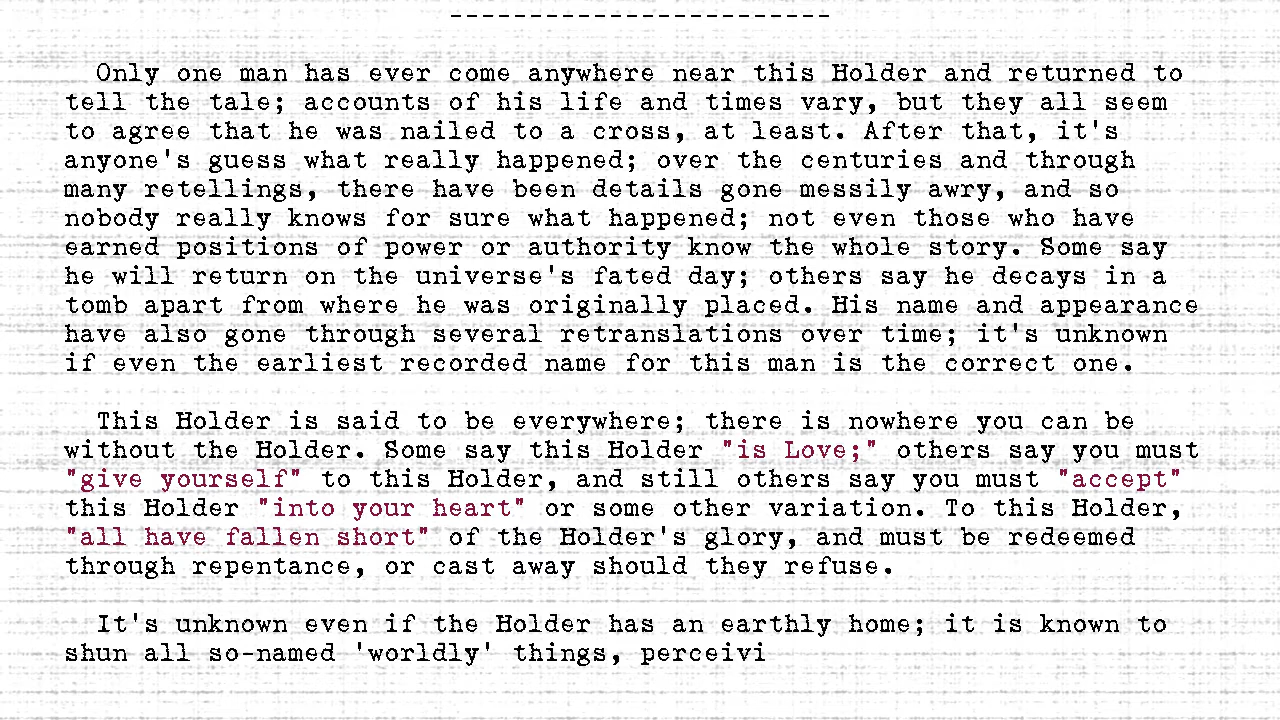 ------------------------
Only one man has ever come anywhere near this Holder and returned to
tell the tale; accounts of his life and times vary, but they all seem
to agree that he was nailed to a cross, at least. After that, it's
anyone's guess what really happened; over the centuries and through
many retellings, there have been details gone messily awry, and so
nobody really knows for sure what happened; not even those who have
earned positions of power or authority know the whole story. Some say
he will return on the universe's fated day; others say he decays in a
tomb apart from where he was originally placed. His name and appearance
have also gone through several retranslations over time; it's unknown
if even the earliest recorded name for this man is the correct one.
This Holder is said to be everywhere; there is nowhere you can be
without the Holder. Some say this Holder "is Love;" others say you must
"give yourself" to this Holder, and still others say you must "accept"
this Holder "into your heart" or some other variation. To this Holder,
"all have fallen short" of the Holder's glory, and must be redeemed
through repentance, or cast away should they refuse.
It's unknown even if the Holder has an earthly home; it is known to
shun all so-named 'worldly' things, perceivi